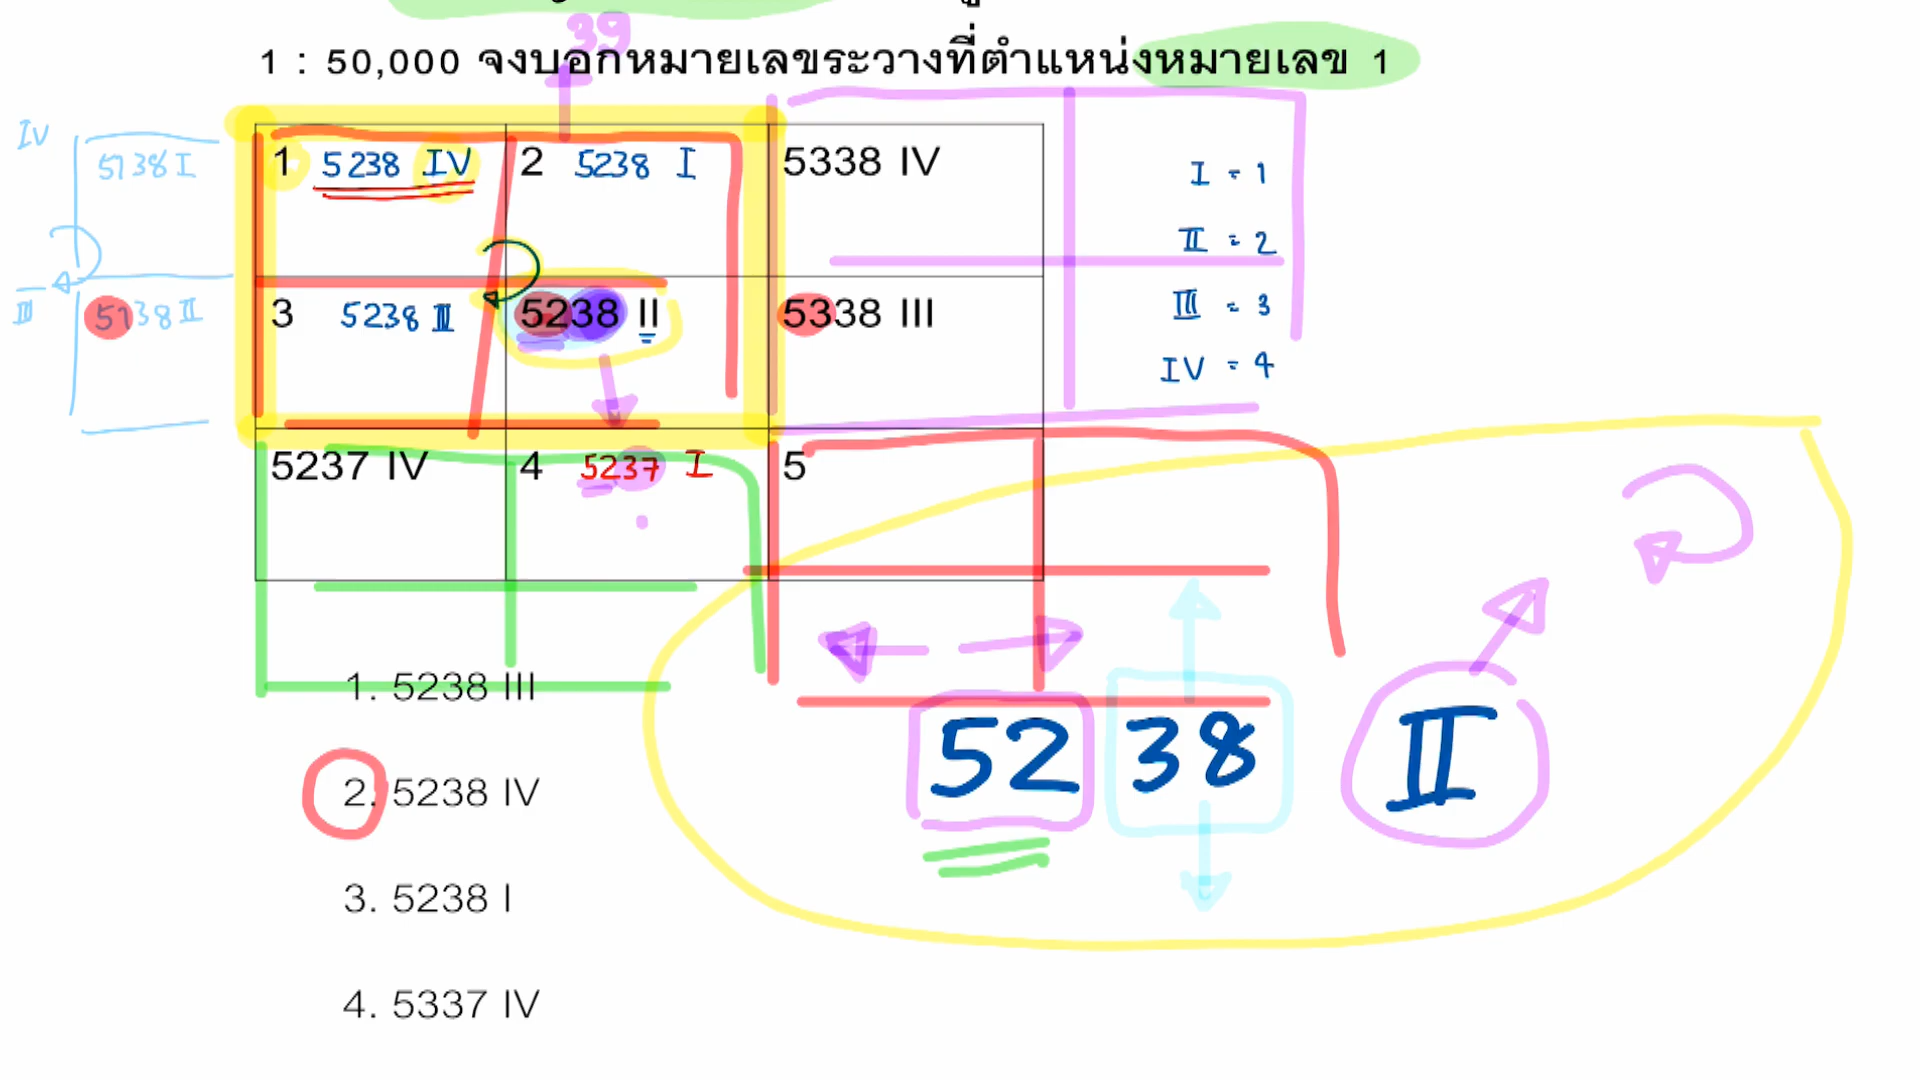 39
1 : 50,000 จงบอกหมายเลขระวางที่ตำแหน่งหมายเลข 1
IV
5138 I
1 5238 IV
2 5238 I
5338 IV
I = 1
II = 2
III
5138 II
3 5238 III
5238 II
5338 III
III = 3
IV = 4
5237 IV
4 5237 I
5
1. 5238 III
52 38 II
2. 5238 IV
3. 5238 I
4. 5337 IV